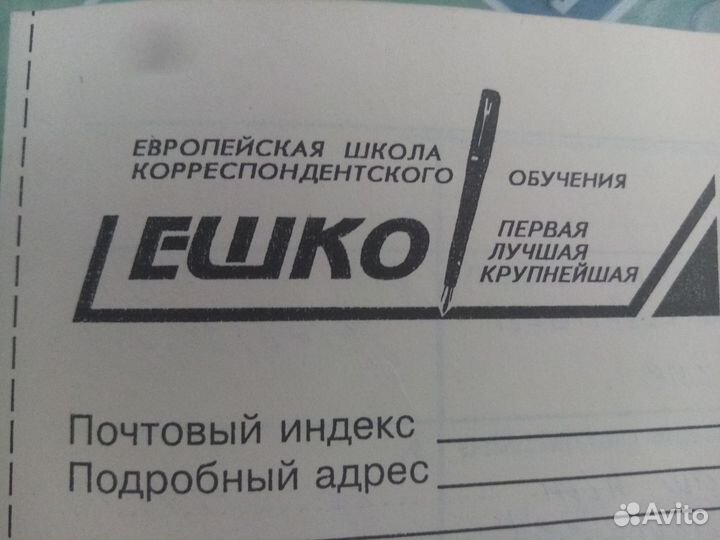 ЕВРОПЕЙСКАЯ ШКОЛА
КОРРЕСПОНДЕНТСКОГО ОБУЧЕНИЯ
ЕШКО
ПЕРВАЯ
ЛУЧШАЯ
КРУПНЕЙШАЯ
Почтовый индекс
Подробный адрес
Avito